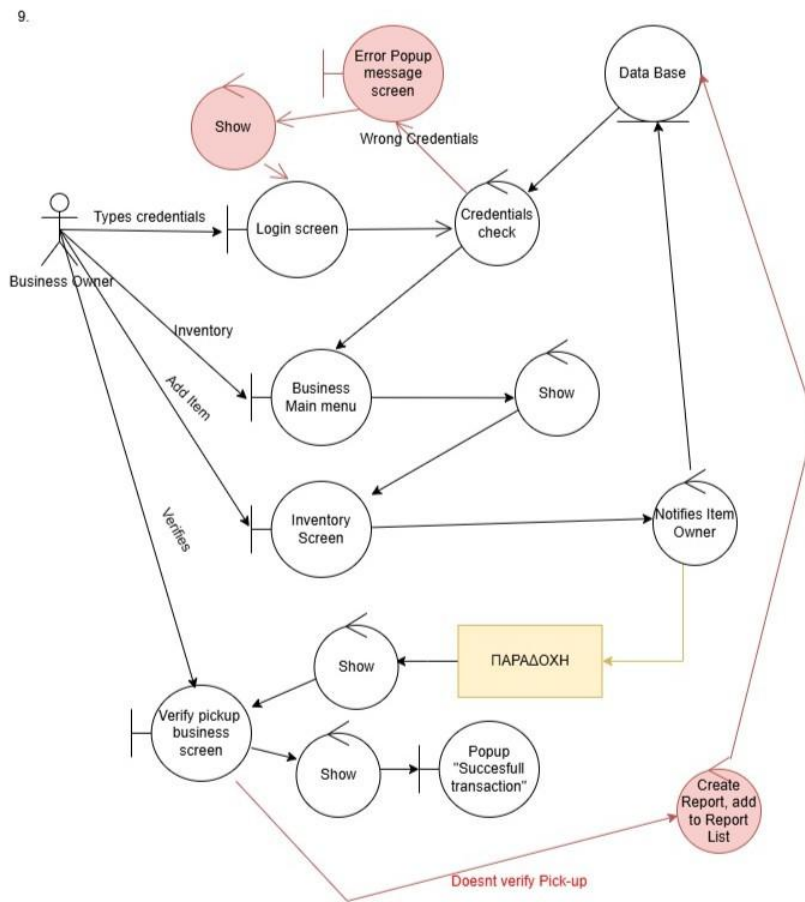 9.
Error Popup
message
screen
Data Base
Show
Wrong Credentials
Types credentials
Login screen
Credentials
check
Business Owner
Inventory
Business
Main menu
Show
Add Item
Inventory
Screen
Notifies Item
Owner
Verifies
Show
ΠΑΡΑΔΟΧΗ
Verify pickup
business
screen
Show
Popup
"Succesfull
transaction"
Create
Report, add
to Report
List
Doesnt verify Pick-up